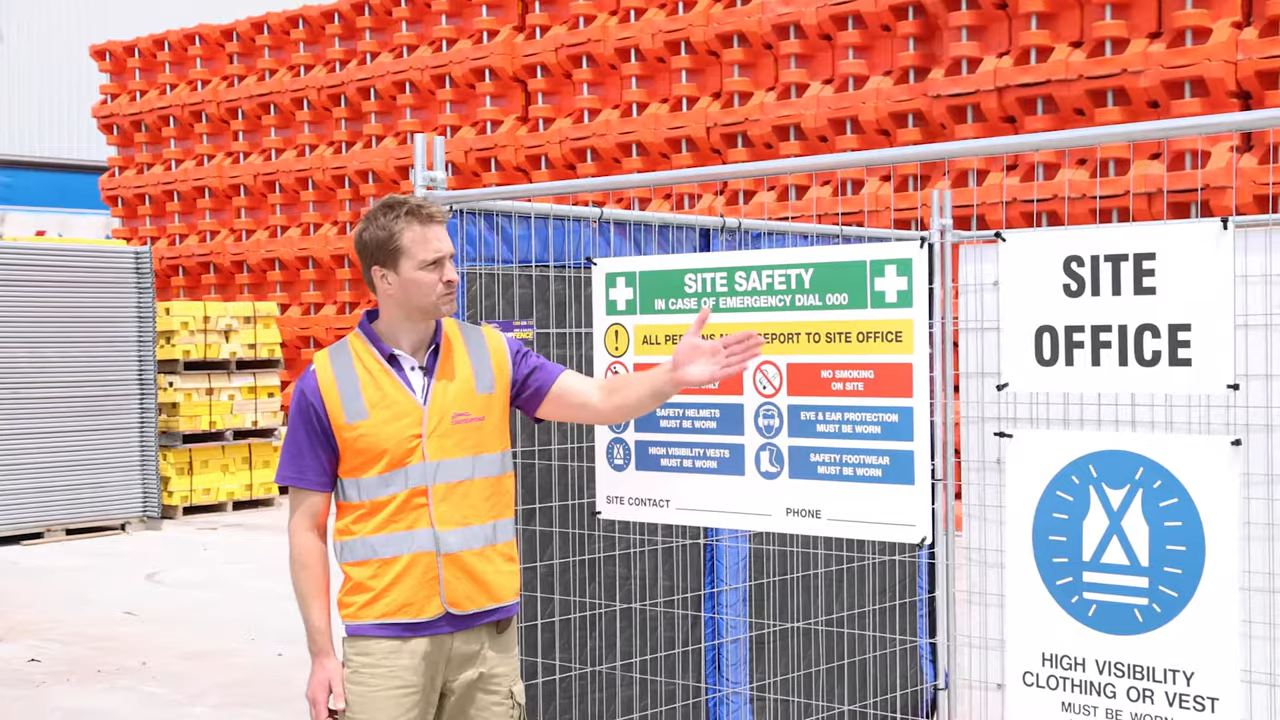 SITE SAFETY
IN CASE OF EMERGENCY DIAL 000
ALL PERSONS REPORT TO SITE OFFICE
ONLY
NO SMOKING
ON SITE
SAFETY HELMETS
MUST BE WORN
EYE & EAR PROTECTION
MUST BE WORN
HIGH VISIBILITY VESTS
MUST BE WORN
SAFETY FOOTWEAR
MUST BE WORN
SITE CONTACT
PHONE
SITE
OFFICE
HIGH VISIBILITY
CLOTHING OR VEST
MUST BE WORN